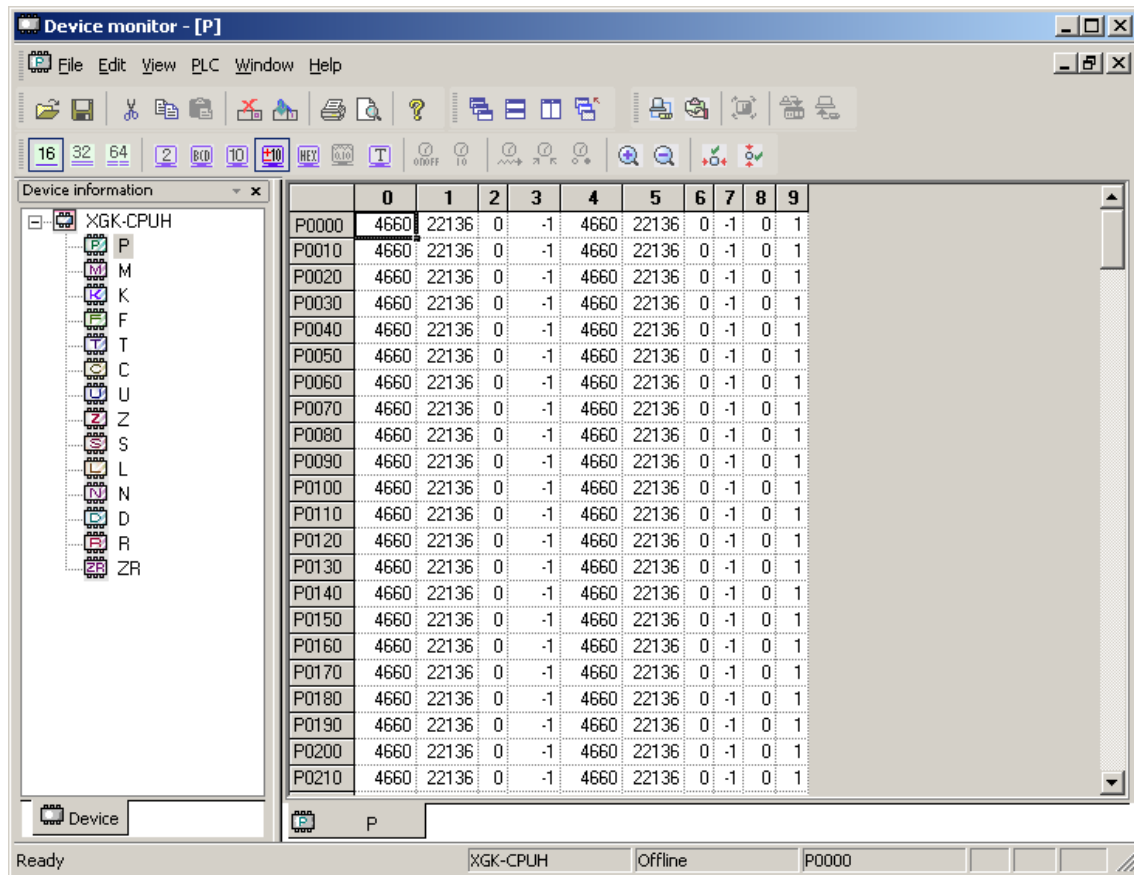 Device monitor - [P]
File Edit View PLC Window Help
16 32 64 2 BCD 10 ±10 HEX 0.10 T ON/OFF 10
Device information
XGK-CPUH
P
M
K
F
T
C
U
Z
S
L
N
D
R
ZR
0 1 2 3 4 5 6 7 8 9
P0000 4660 22136 0 -1 4660 22136 0 -1 0 1
P0010 4660 22136 0 -1 4660 22136 0 -1 0 1
P0020 4660 22136 0 -1 4660 22136 0 -1 0 1
P0030 4660 22136 0 -1 4660 22136 0 -1 0 1
P0040 4660 22136 0 -1 4660 22136 0 -1 0 1
P0050 4660 22136 0 -1 4660 22136 0 -1 0 1
P0060 4660 22136 0 -1 4660 22136 0 -1 0 1
P0070 4660 22136 0 -1 4660 22136 0 -1 0 1
P0080 4660 22136 0 -1 4660 22136 0 -1 0 1
P0090 4660 22136 0 -1 4660 22136 0 -1 0 1
P0100 4660 22136 0 -1 4660 22136 0 -1 0 1
P0110 4660 22136 0 -1 4660 22136 0 -1 0 1
P0120 4660 22136 0 -1 4660 22136 0 -1 0 1
P0130 4660 22136 0 -1 4660 22136 0 -1 0 1
P0140 4660 22136 0 -1 4660 22136 0 -1 0 1
P0150 4660 22136 0 -1 4660 22136 0 -1 0 1
P0160 4660 22136 0 -1 4660 22136 0 -1 0 1
P0170 4660 22136 0 -1 4660 22136 0 -1 0 1
P0180 4660 22136 0 -1 4660 22136 0 -1 0 1
P0190 4660 22136 0 -1 4660 22136 0 -1 0 1
P0200 4660 22136 0 -1 4660 22136 0 -1 0 1
P0210 4660 22136 0 -1 4660 22136 0 -1 0 1
Device
P
Ready XGK-CPUH Offline P0000